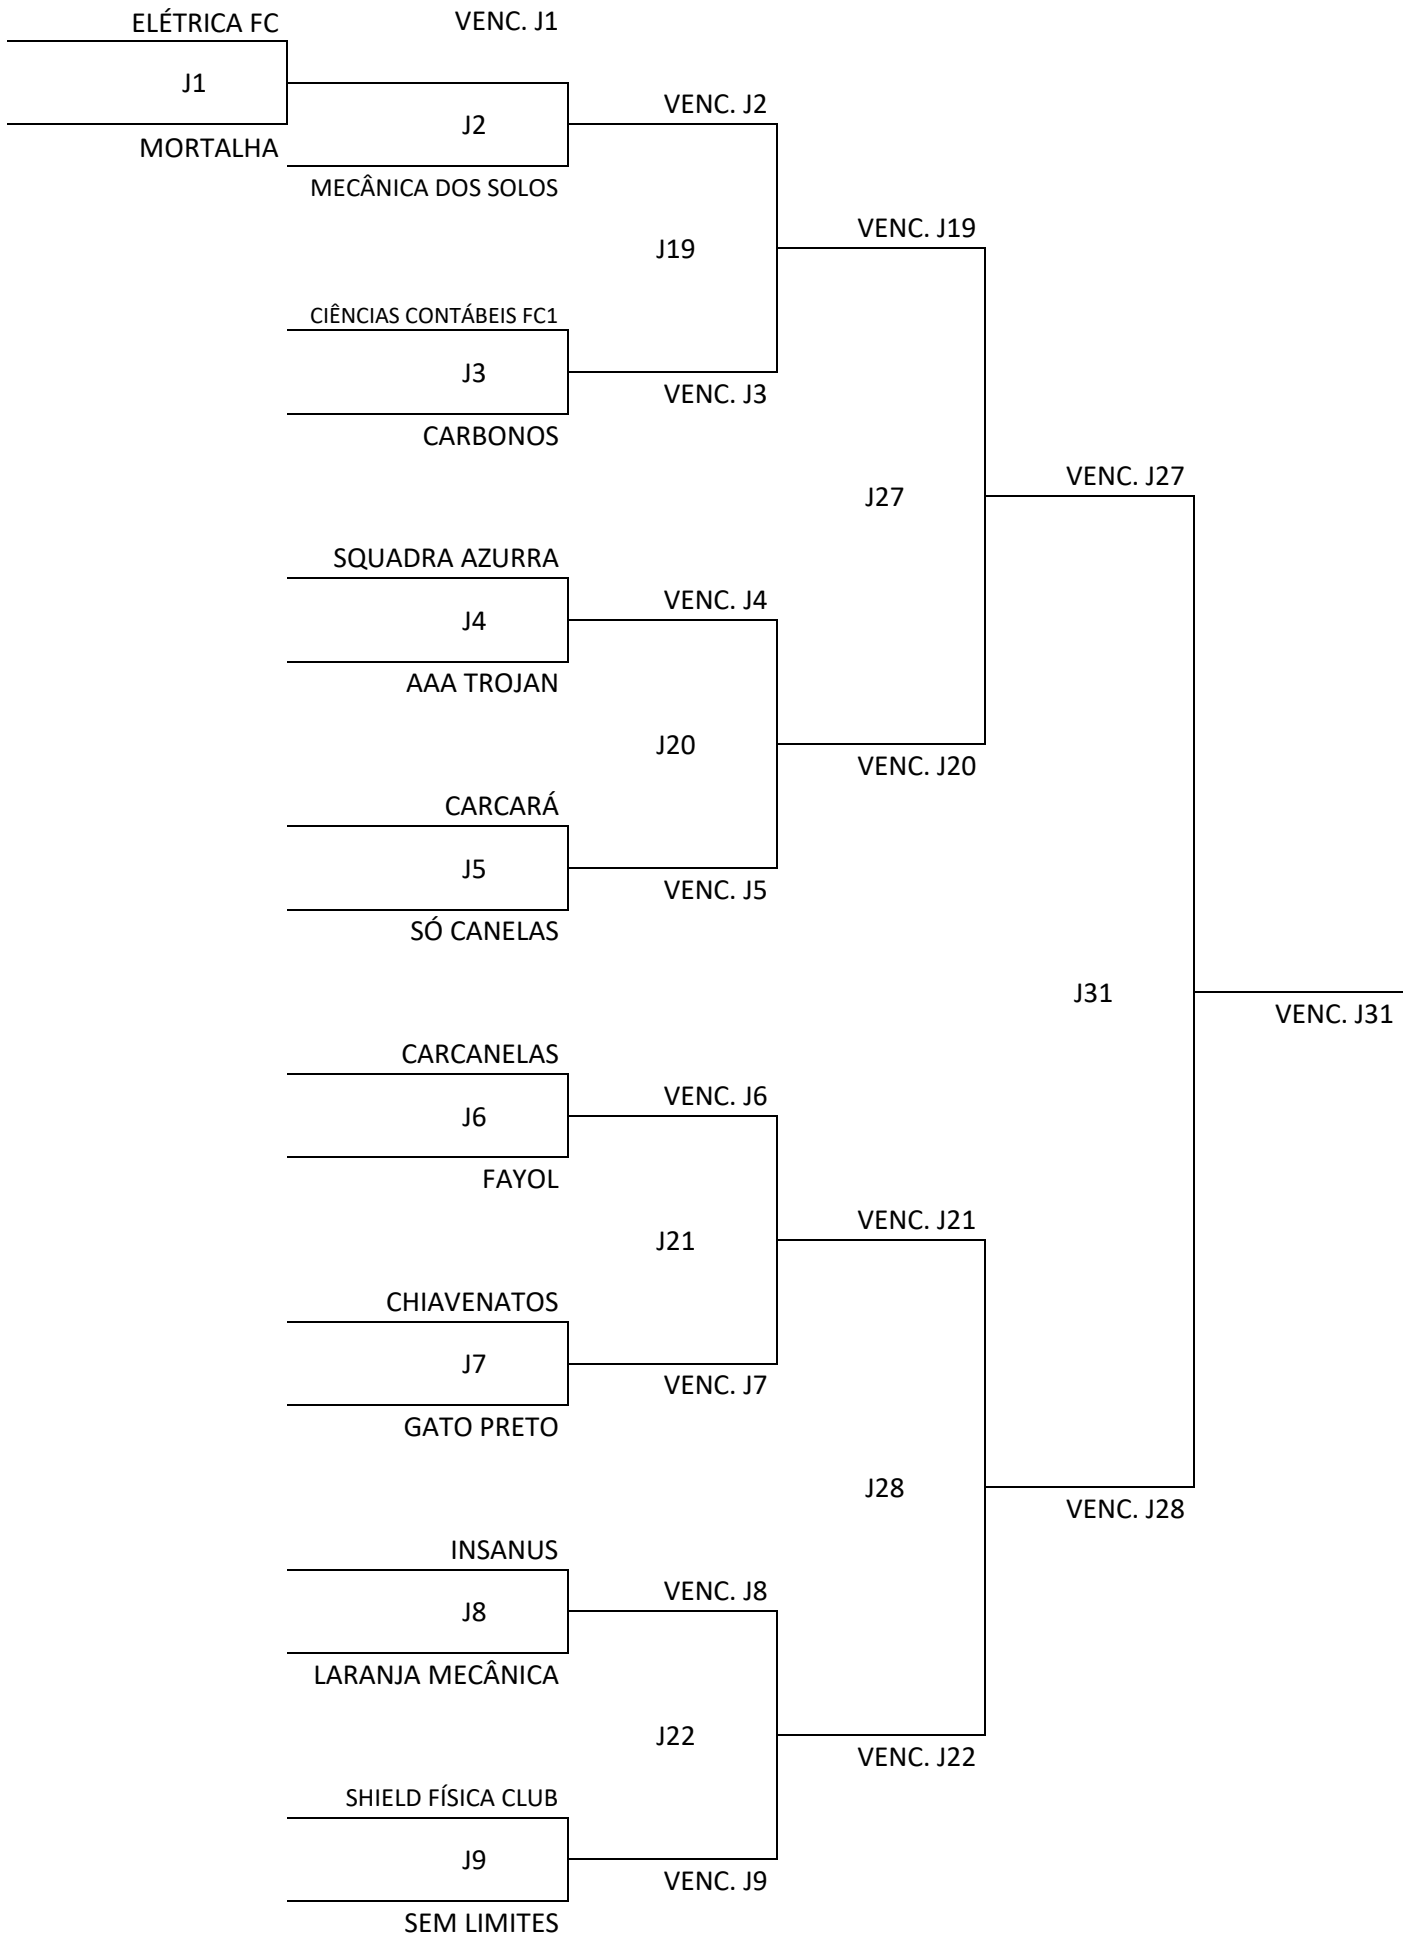 ELÉTRICA FC
VENC. J1
J1
VENC. J2
J2
MORTALHA
MECÂNICA DOS SOLOS
VENC. J19
J19
CIÊNCIAS CONTÁBEIS FC1
J3
VENC. J3
CARBONOS
VENC. J27
J27
SQUADRA AZURRA
VENC. J4
J4
AAA TROJAN
J20
VENC. J20
CARCARÁ
J5
VENC. J5
SÓ CANELAS
J31
VENC. J31
CARCANELAS
VENC. J6
J6
FAYOL
VENC. J21
J21
CHIAVENATOS
J7
VENC. J7
GATO PRETO
J28
VENC. J28
INSANUS
VENC. J8
J8
LARANJA MECÂNICA
J22
VENC. J22
SHIELD FÍSICA CLUB
J9
VENC. J9
SEM LIMITES